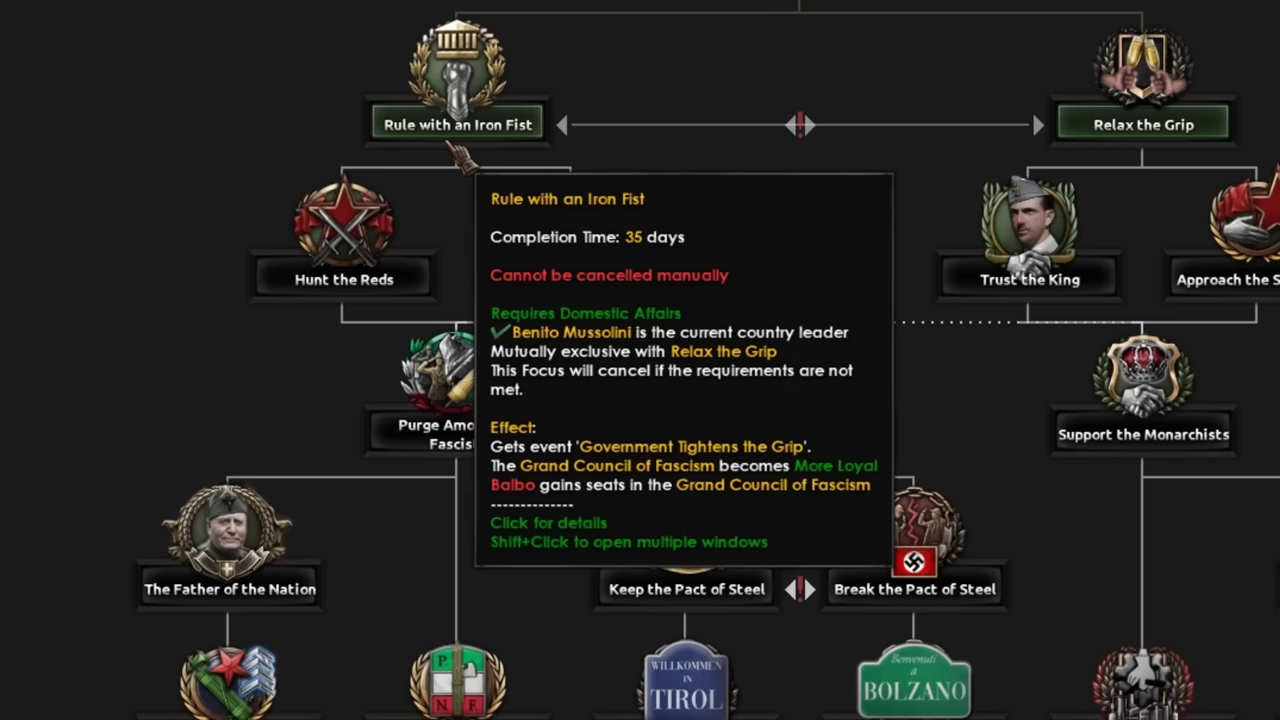 Rule with an Iron Fist
Relax the Grip
Rule with an Iron Fist
Completion Time: 35 days
Cannot be cancelled manually
Requires Domestic Affairs
Benito Mussolini is the current country leader
Mutually exclusive with Relax the Grip
This Focus will cancel if the requirements are not
met.
Effect:
Gets event 'Government Tightens the Grip'.
The Grand Council of Fascism becomes More Loyal
Balbo gains seats in the Grand Council of Fascism
--------------
Click for details
Shift+Click to open multiple windows
Hunt the Reds
Trust the King
Approach the S
Purge Amo
Fascis
Support the Monarchists
The Father of the Nation
Keep the Pact of Steel
Break the Pact of Steel
P.
N. F.
WILLKOMMEN
IN
TIROL
Benvenuti
a
BOLZANO